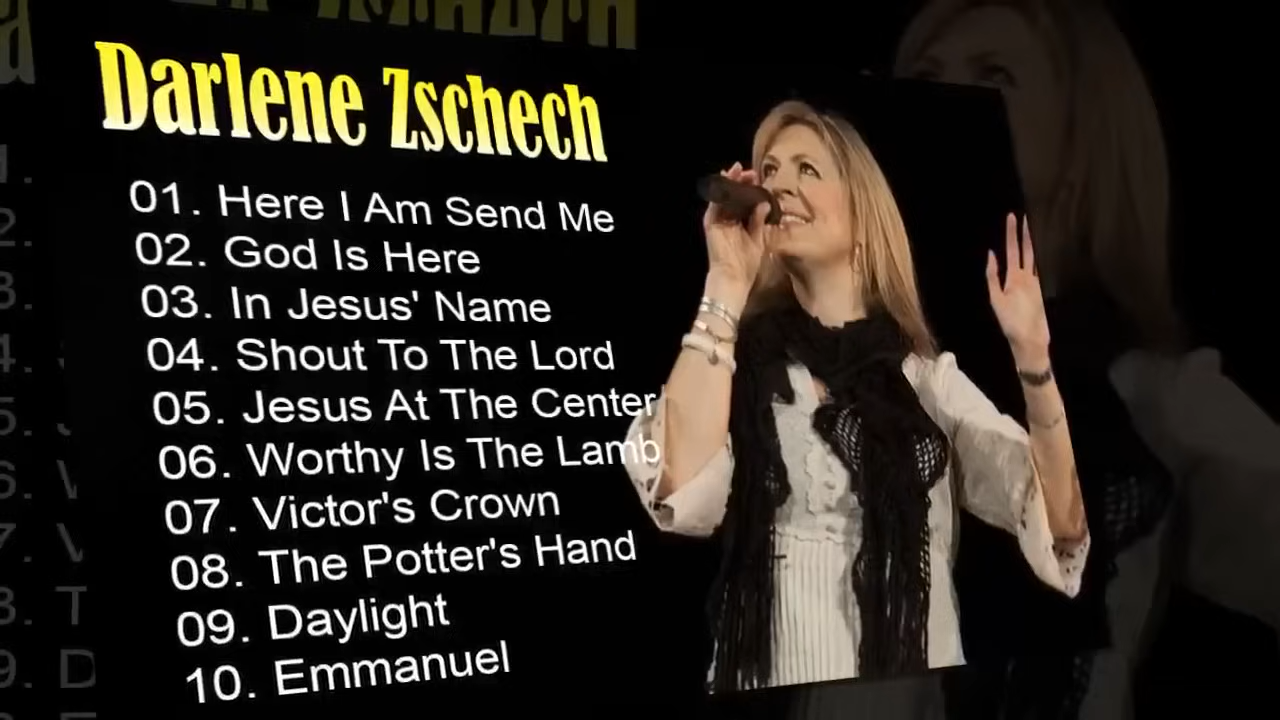 Darlene Zschech
01. Here I Am Send Me
02. God Is Here
03. In Jesus' Name
04. Shout To The Lord
05. Jesus At The Center
06. Worthy Is The Lamb
07. Victor's Crown
08. The Potter's Hand
09. Daylight
10. Emmanuel